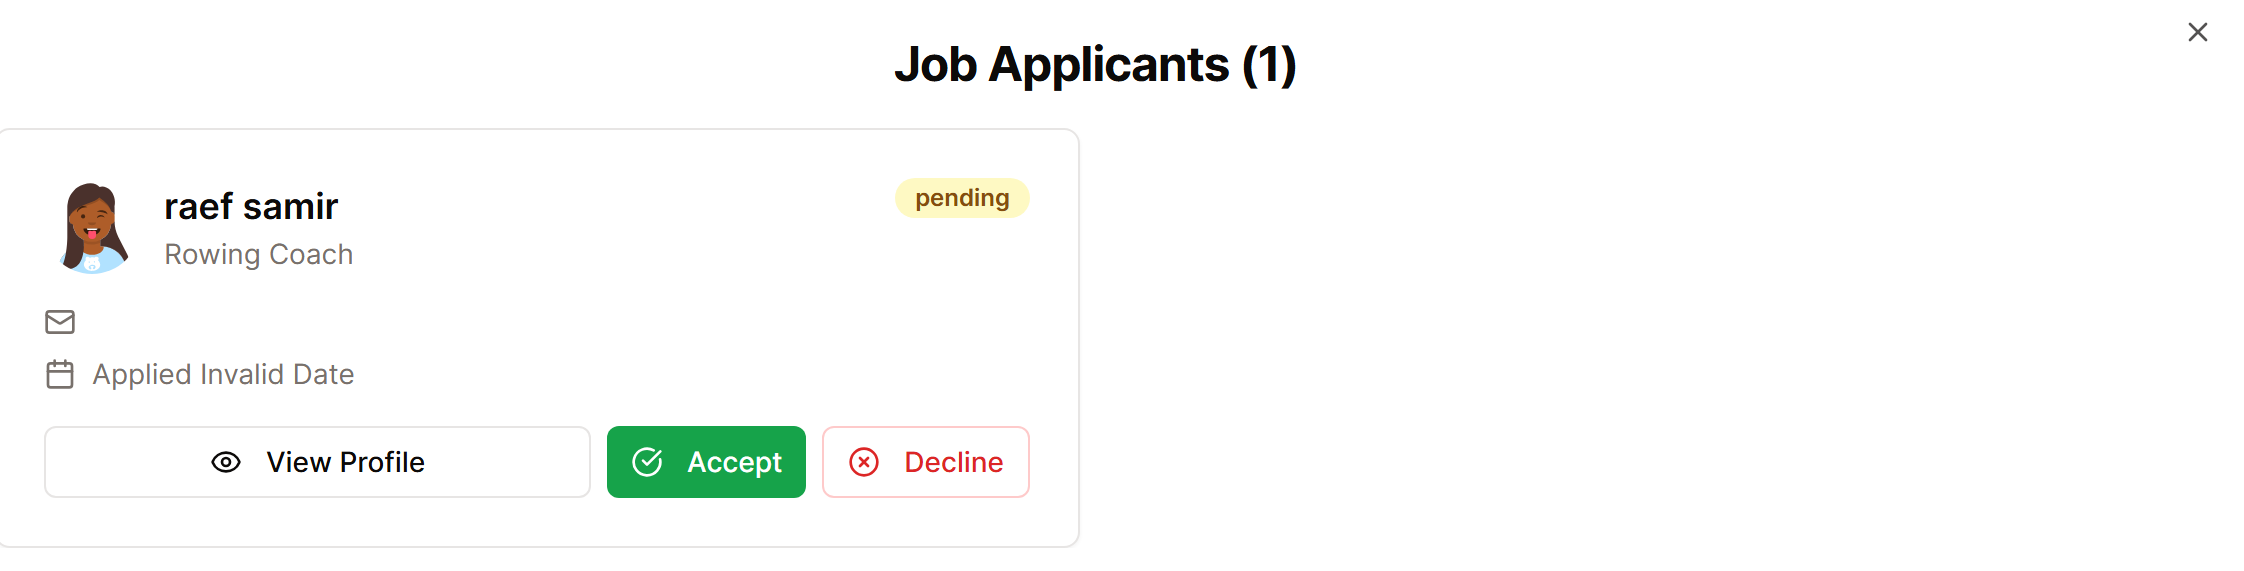 Job Applicants (1)
raef samir
pending
Rowing Coach
Applied Invalid Date
View Profile
Accept
Decline